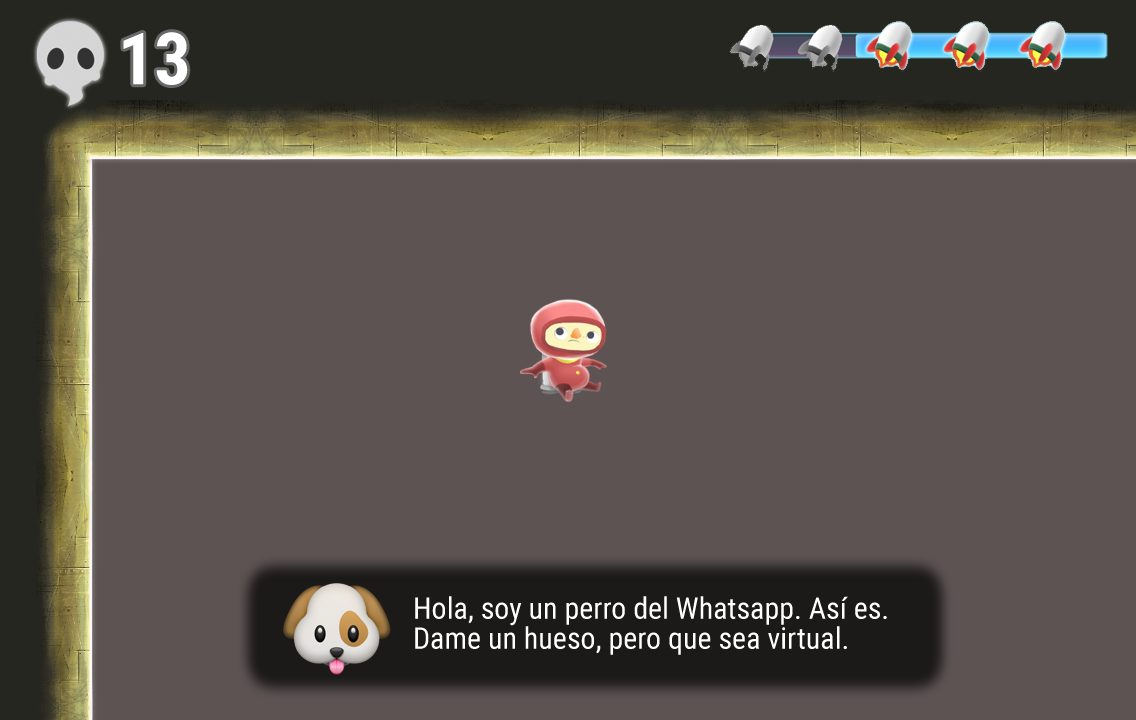 13
Hola, soy un perro del Whatsapp. Así es.
Dame un hueso, pero que sea virtual.